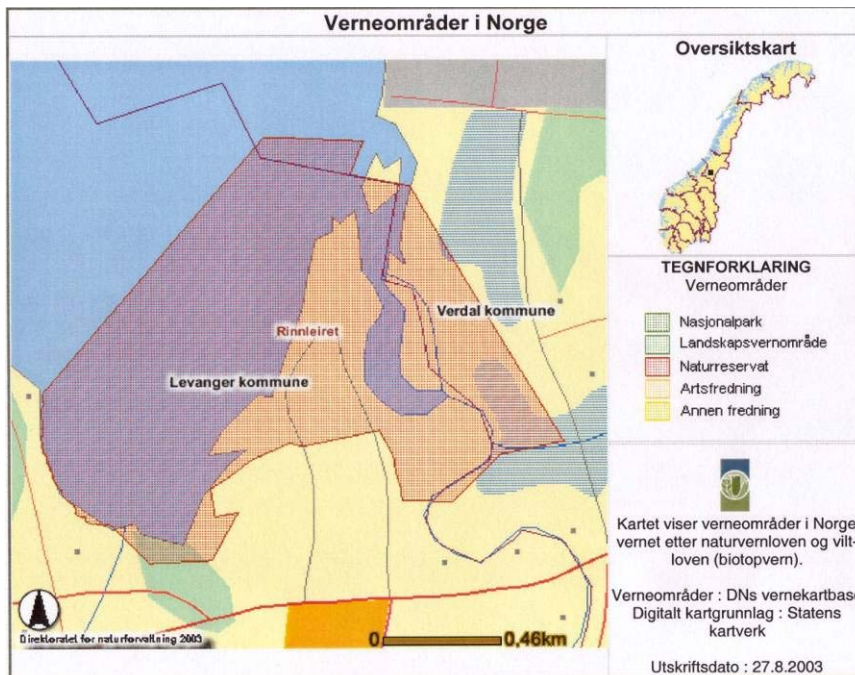 Verneområder i Norge
Oversiktskart
Rinnleiret
Verdal kommune
Levanger kommune
TEGNFORKLARING
Verneområder
Nasjonalpark
Landskapsvernområde
Naturreservat
Artsfredning
Annen fredning
Kartet viser verneområder i Norge
vernet etter naturvernloven og vilt-
loven (biotopvern).
Verneområder : DNs vernekartbase
Digitalt kartgrunnlag : Statens
kartverk
Utskriftsdato : 27.8.2003
Direktoratet for naturforvaltning 2003
0 0,46km